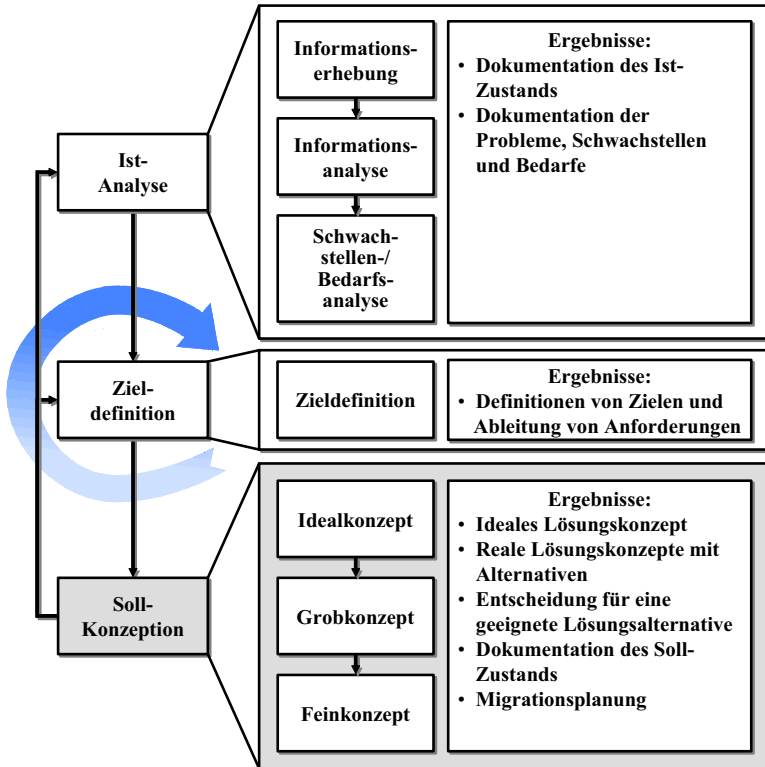 Ist-
Analyse
Informations-
erhebung
Informations-
analyse
Schwach-
stellen-/
Bedarfs-
analyse
Ergebnisse:
• Dokumentation des Ist-
Zustands
• Dokumentation der
Probleme, Schwachstellen
und Bedarfe
Ziel-
definition
Zieldefinition
Ergebnisse:
• Definitionen von Zielen und
Ableitung von Anforderungen
Soll-
Konzeption
Idealkonzept
Grobkonzept
Feinkonzept
Ergebnisse:
• Ideales Lösungskonzept
• Reale Lösungskonzepte mit
Alternativen
• Entscheidung für eine
geeignete Lösungsalternative
• Dokumentation des Soll-
Zustands
• Migrationsplanung